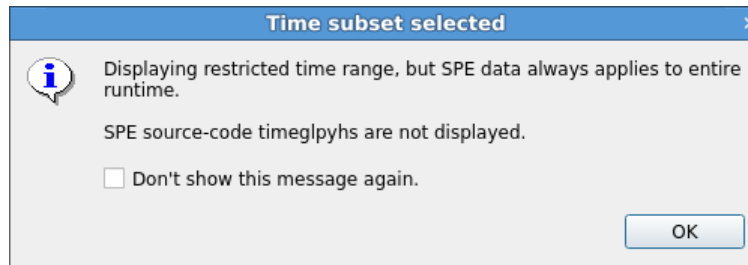 Time subset selected
Displaying restricted time range, but SPE data always applies to entire
runtime.
SPE source-code timeglpyhs are not displayed.
Don't show this message again.
OK